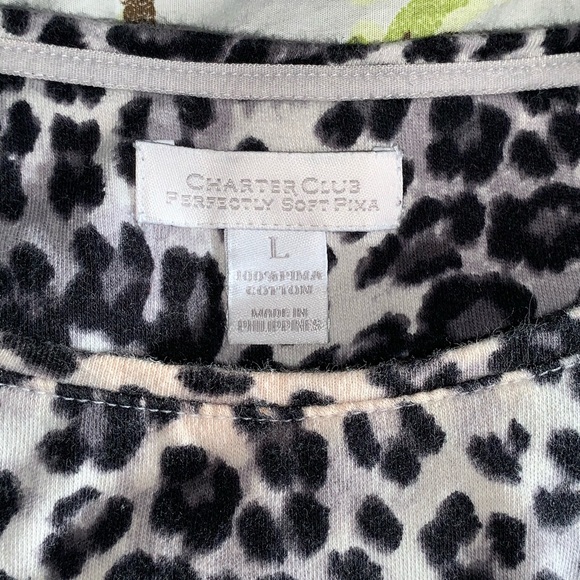 CHARTER CLUB
PERFECTLY SOFT PIMA
L
100% PIMA
COTTON
MADE IN
PHILIPPINES